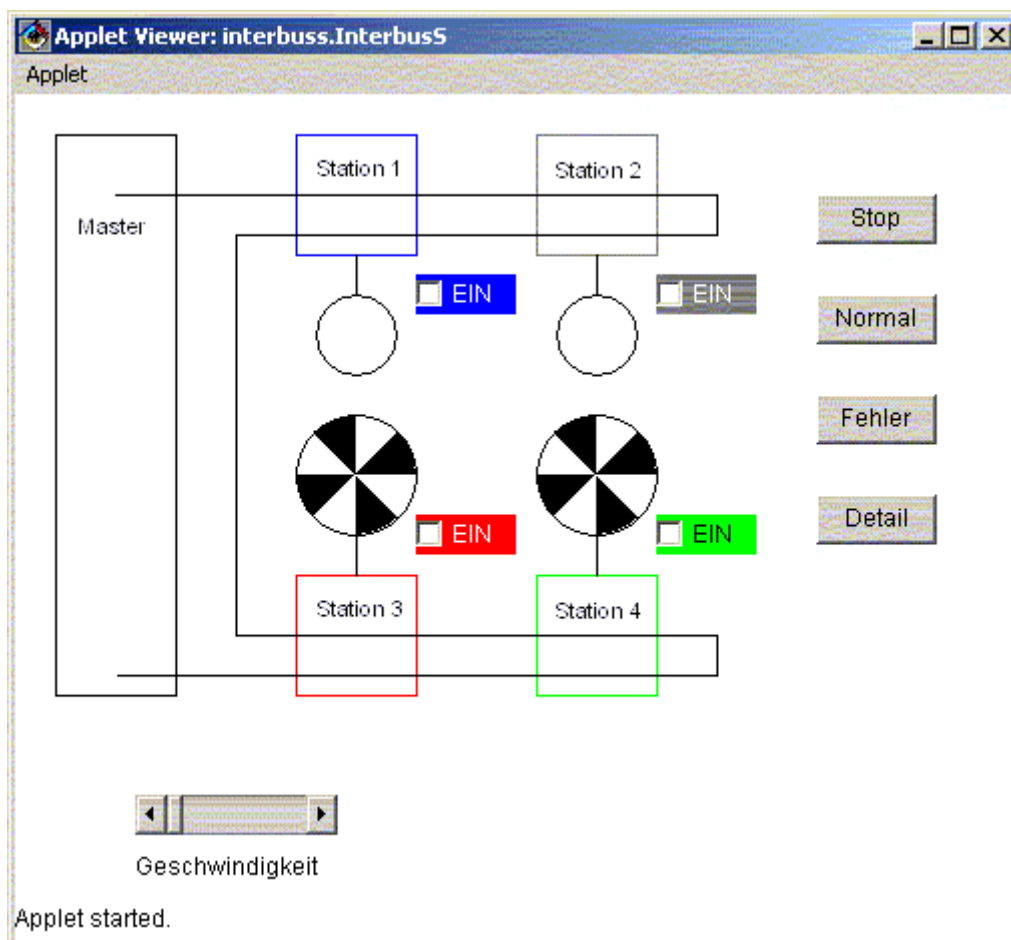 Applet Viewer: interbuss.InterbusS
Applet
Station 1
Station 2
Master
Stop
EIN
EIN
Normal
Fehler
EIN
EIN
Detail
Station 3
Station 4
Geschwindigkeit
Applet started.